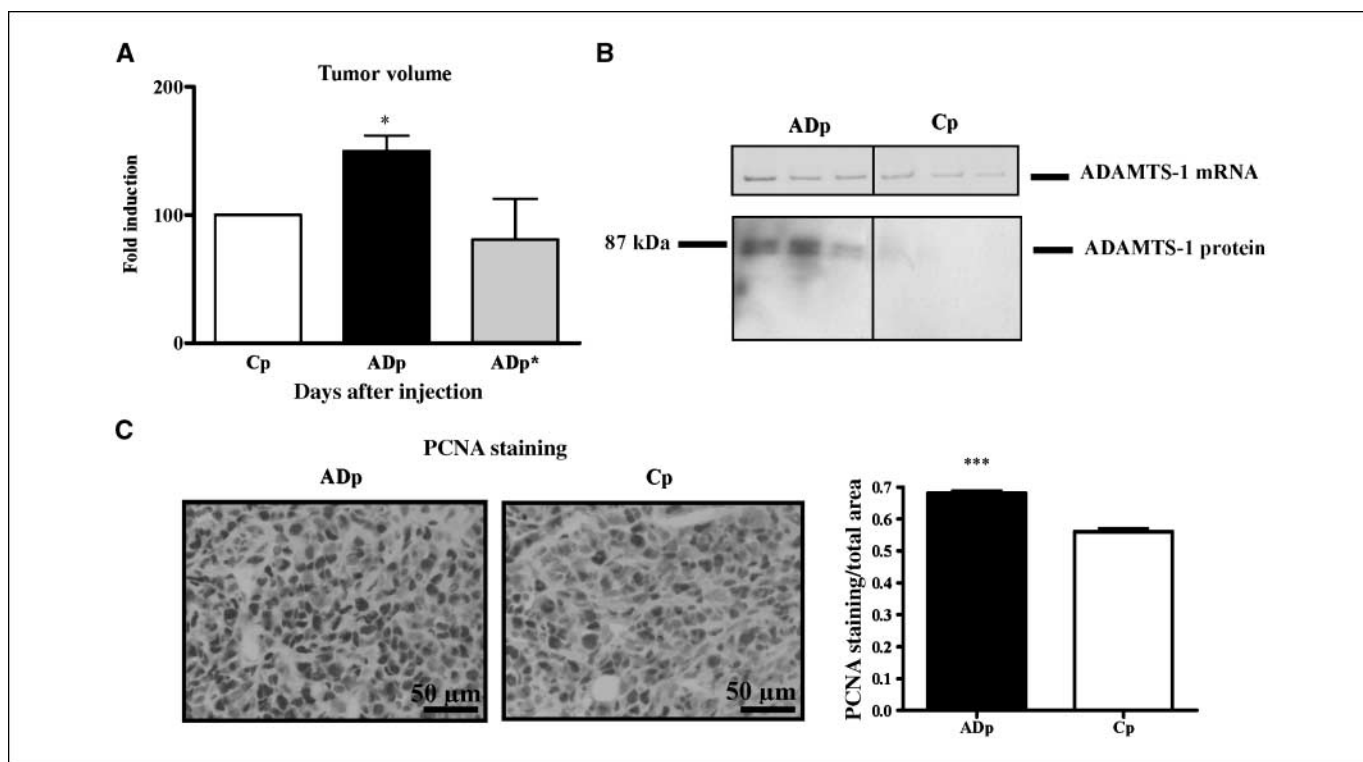 A
Tumor volume
Fold induction
200
100
0
*
Cp
ADp
ADp*
Days after injection
B
ADp
Cp
ADAMTS-1 mRNA
87 kDa
ADAMTS-1 protein
C
PCNA staining
ADp
Cp
50 µm
50 µm
PCNA staining/total area
***
0.7
0.6
0.5
0.4
0.3
0.2
0.1
0.0
ADp
Cp